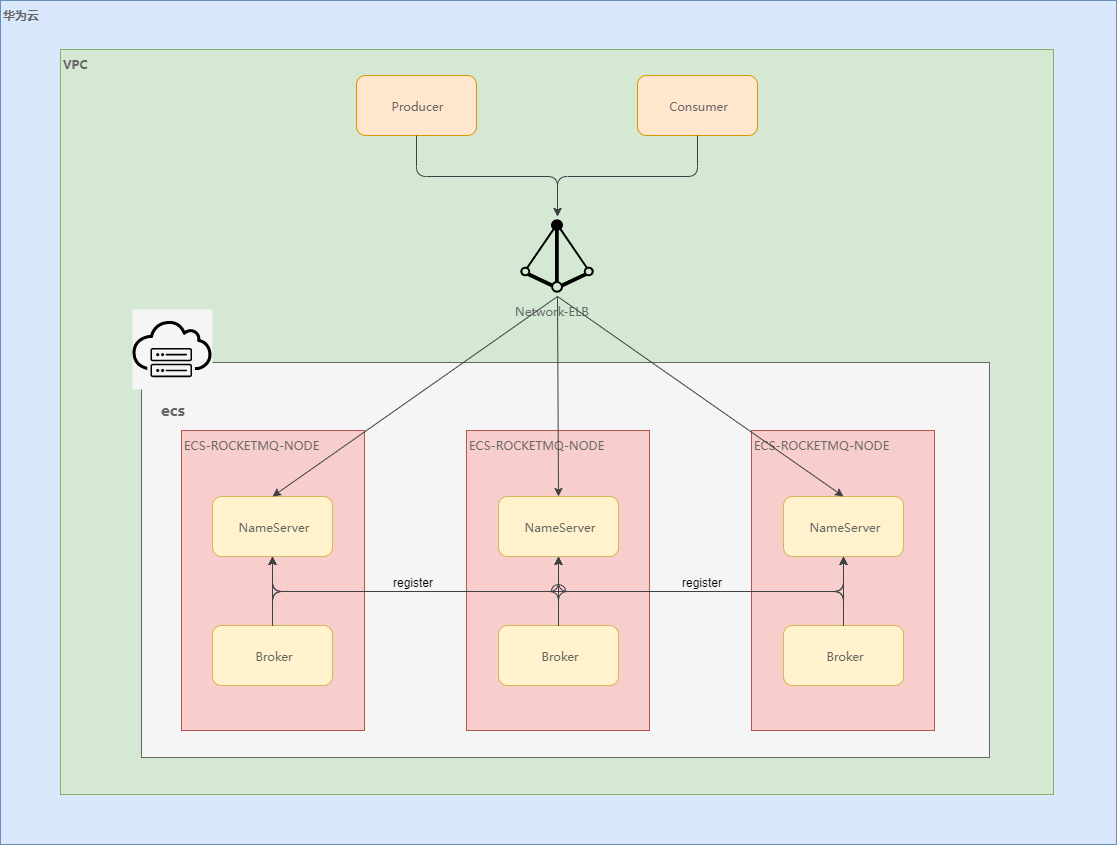 华为云
VPC
Producer
Consumer
Network-ELB
ecs
ECS-ROCKETMQ-NODE
ECS-ROCKETMQ-NODE
ECS-ROCKETMQ-NODE
NameServer
NameServer
NameServer
register
register
Broker
Broker
Broker